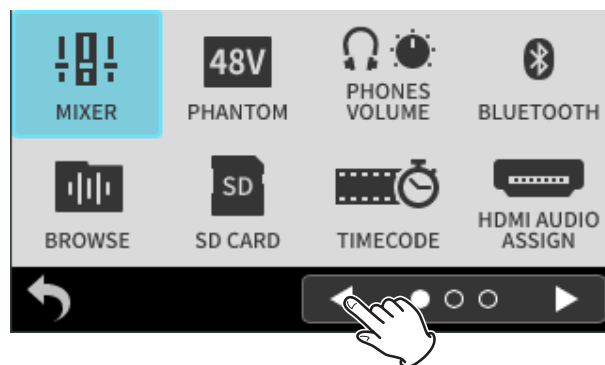 MIXER
48V
PHANTOM
PHONES
VOLUME
BLUETOOTH
BROWSE
SD
SD CARD
TIMECODE
HDMI AUDIO
ASSIGN